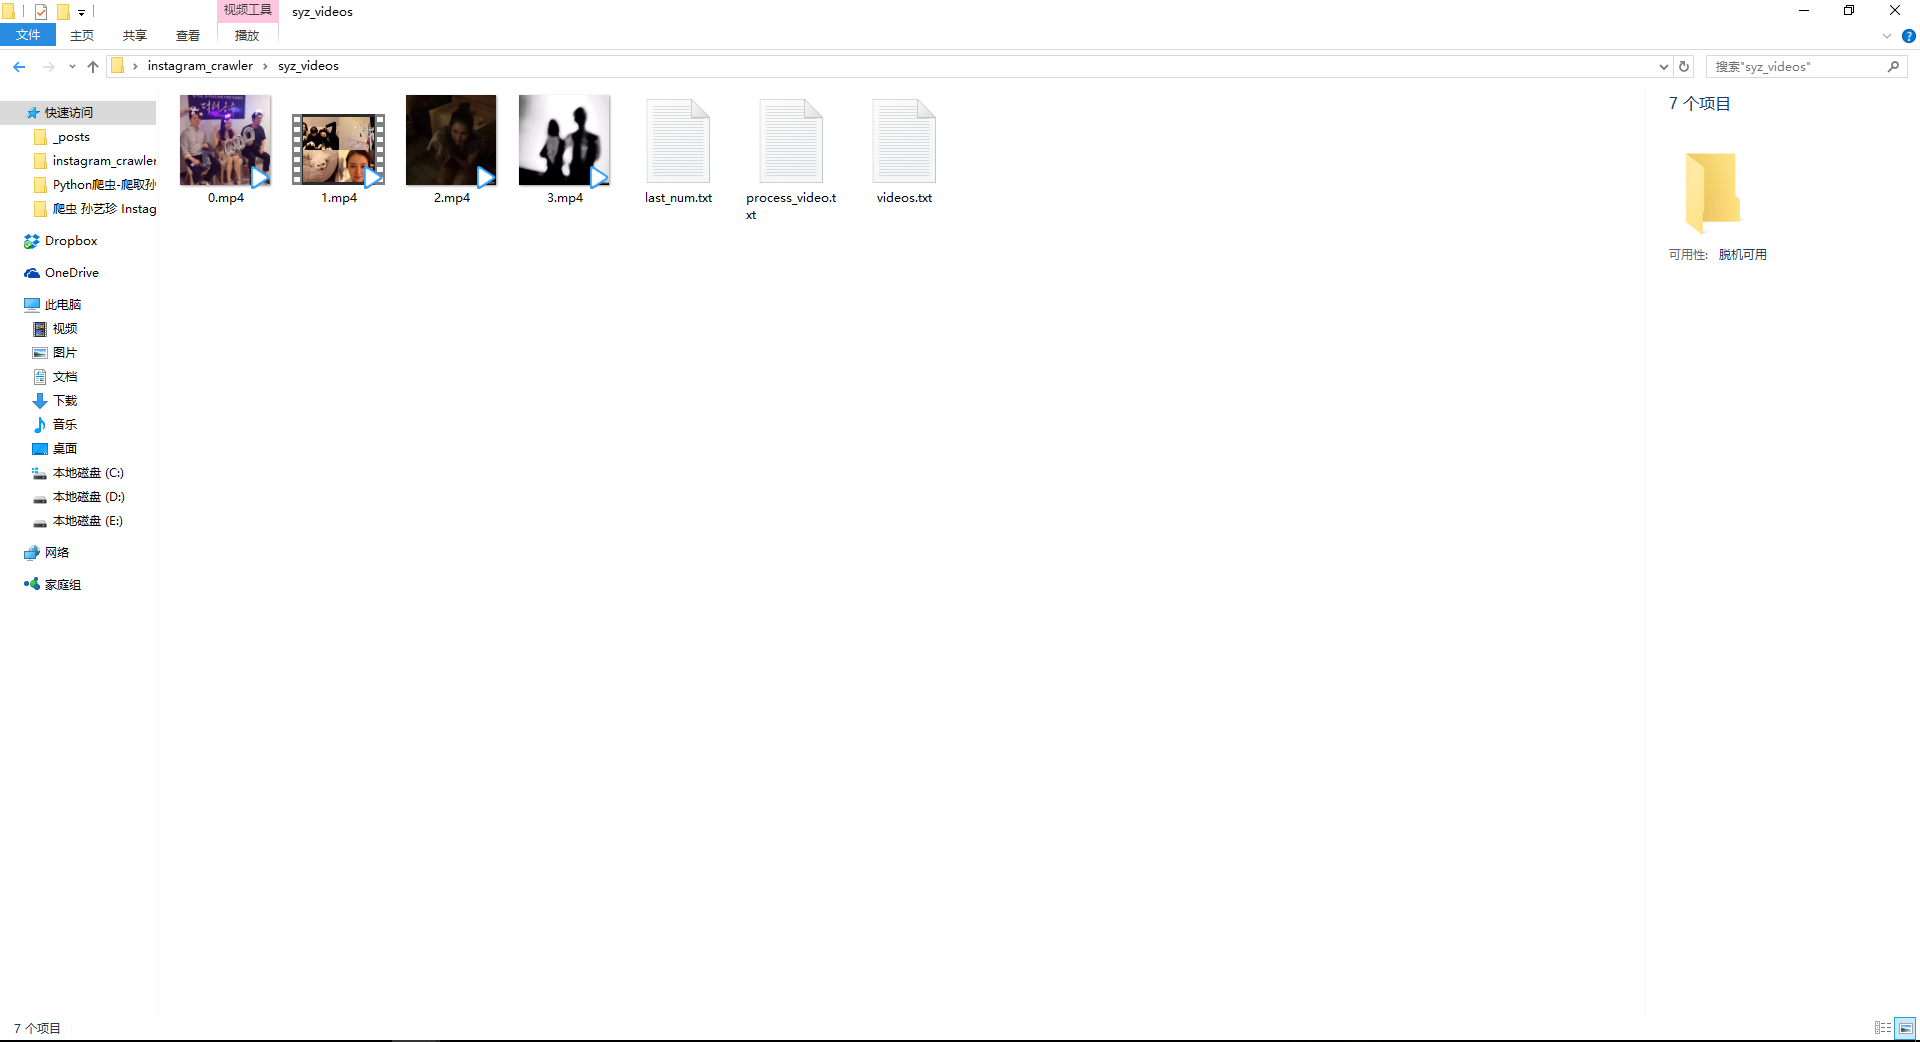 视频工具
syz_videos
文件
主页
共享
查看
播放
instagram_crawler
syz_videos
搜索"syz_videos"
快速访问
_posts
instagram_crawler
Python爬虫-爬取孙
爬虫 孙艺珍 Instag
Dropbox
OneDrive
此电脑
视频
图片
文档
下载
音乐
桌面
本地磁盘 (C:)
本地磁盘 (D:)
本地磁盘 (E:)
网络
家庭组
0.mp4
1.mp4
2.mp4
3.mp4
last_num.txt
process_video.t
xt
videos.txt
7 个项目
可用性: 脱机可用
7 个项目